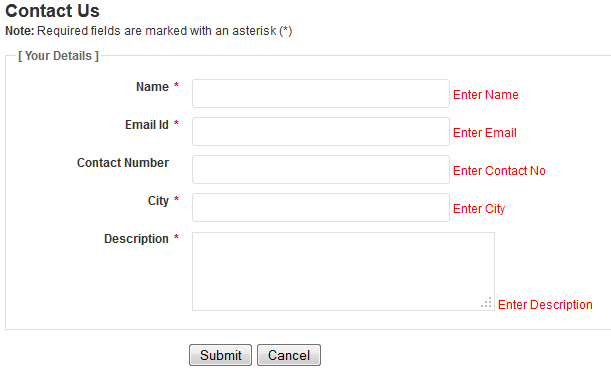 Contact Us
Note: Required fields are marked with an asterisk (*)
[ Your Details ]
Name * Enter Name
Email Id * Enter Email
Contact Number Enter Contact No
City * Enter City
Description * Enter Description
Submit Cancel